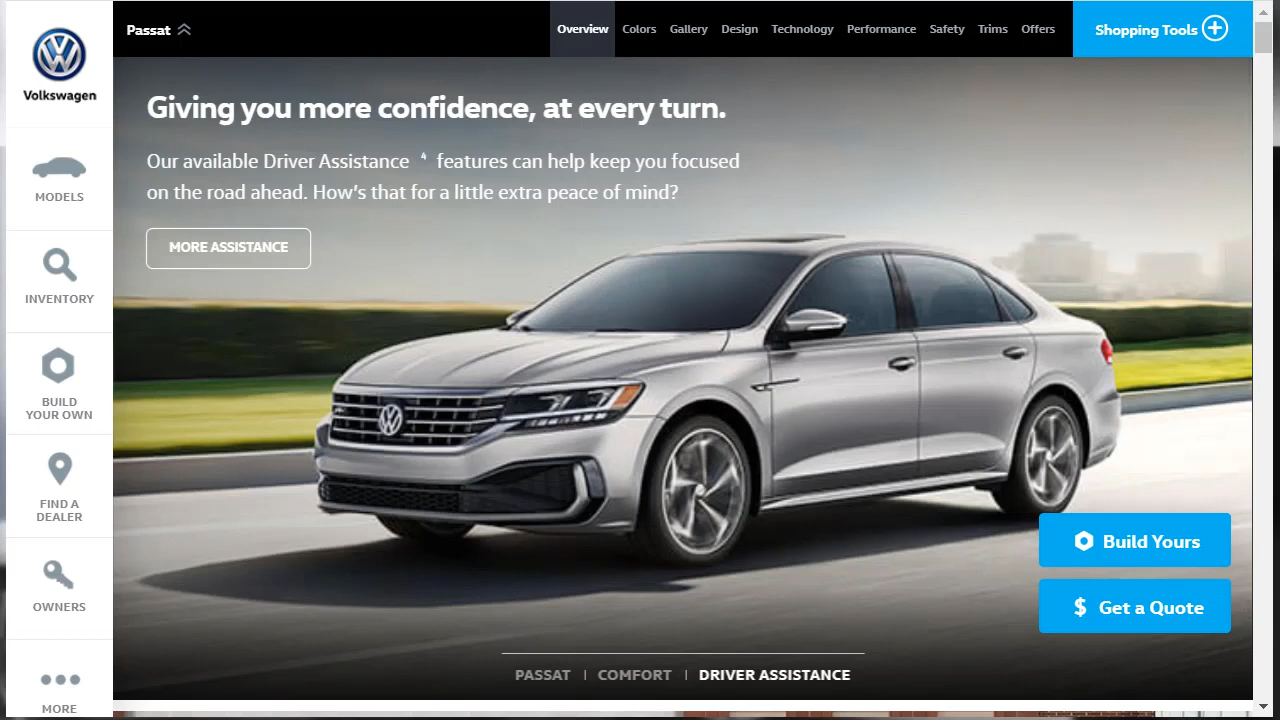 Volkswagen
MODELS
INVENTORY
BUILD
YOUR OWN
FIND A
DEALER
OWNERS
MORE
Passat
Overview
Colors
Gallery
Design
Technology
Performance
Safety
Trims
Offers
Shopping Tools
Giving you more confidence, at every turn.
Our available Driver Assistance 4 features can help keep you focused
on the road ahead. How’s that for a little extra peace of mind?
MORE ASSISTANCE
Build Yours
$ Get a Quote
PASSAT | COMFORT | DRIVER ASSISTANCE